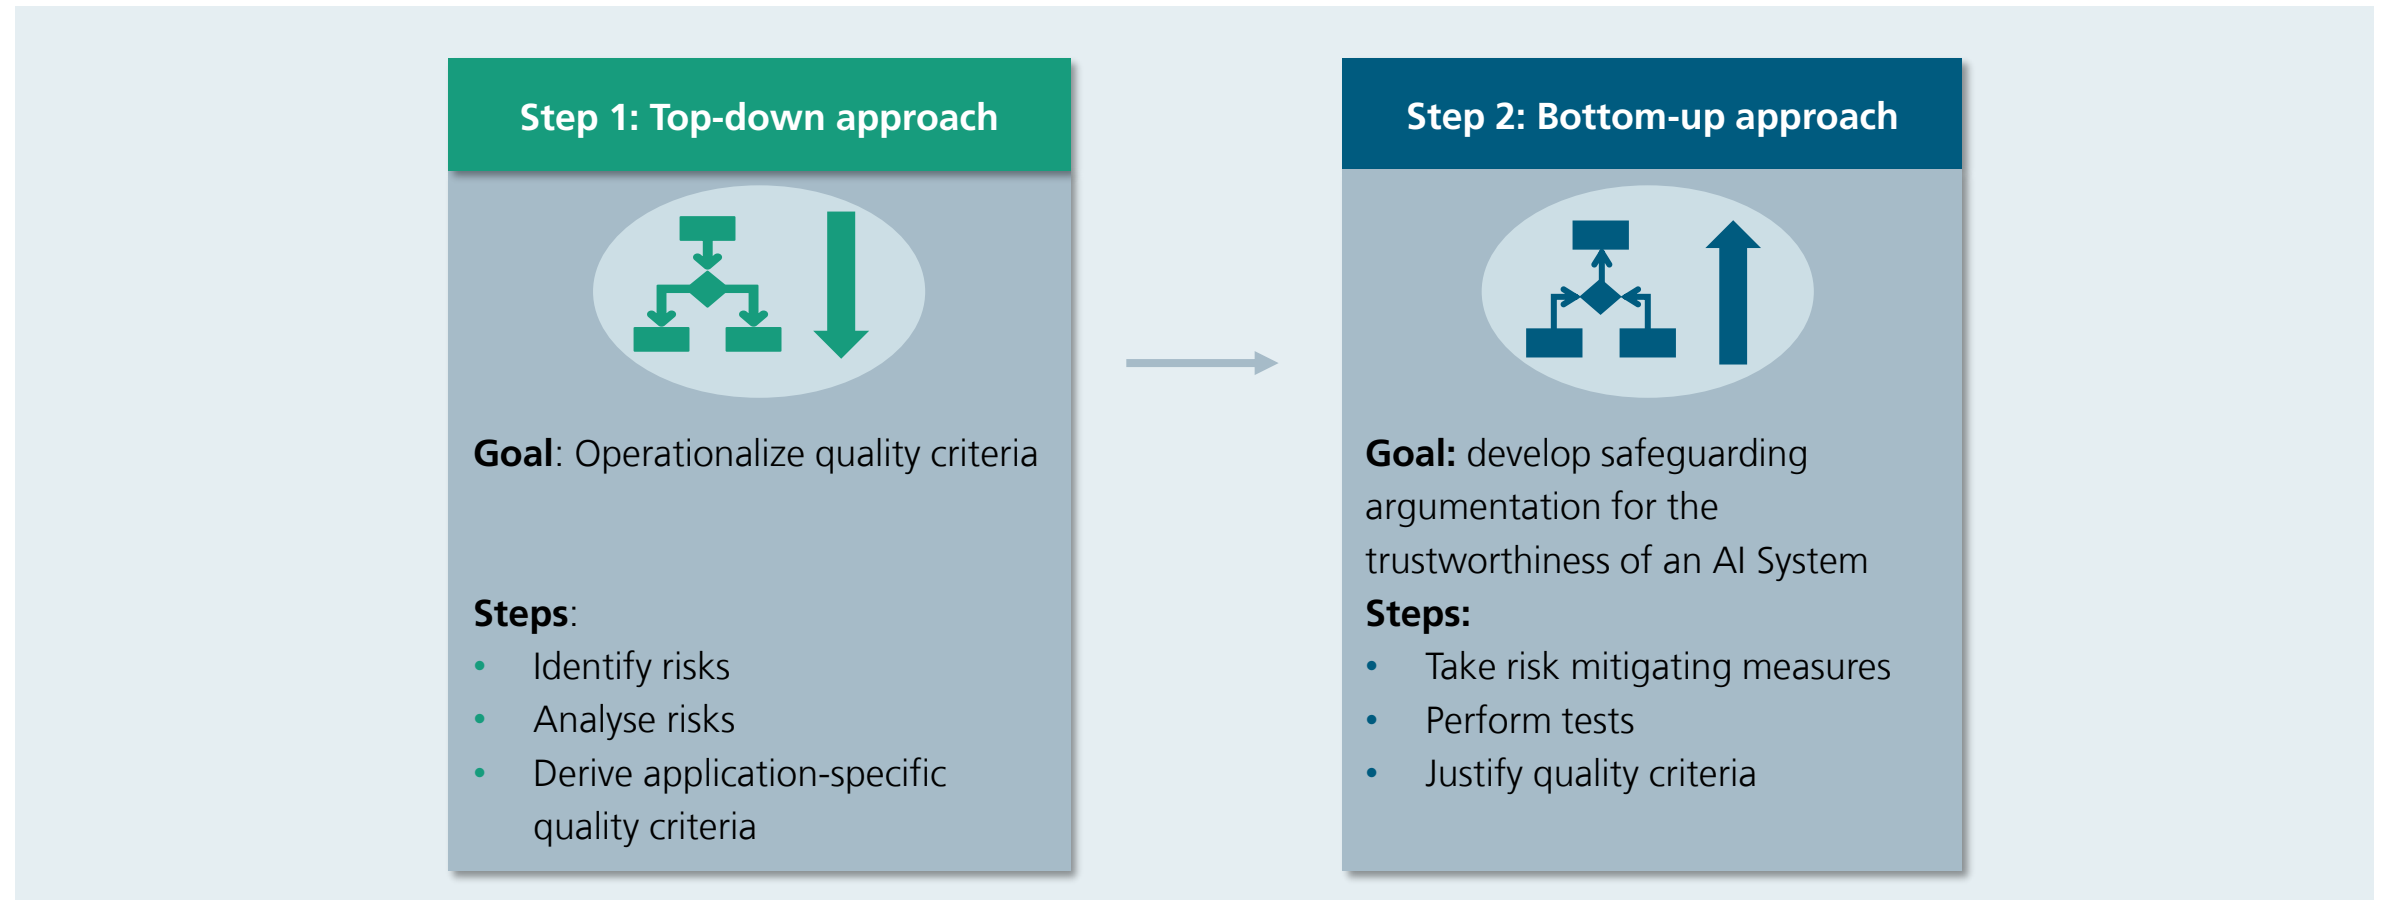 Step 1: Top-down approach
Goal: Operationalize quality criteria
Steps:
• Identify risks
• Analyse risks
• Derive application-specific
quality criteria
Step 2: Bottom-up approach
Goal: develop safeguarding
argumentation for the
trustworthiness of an AI System
Steps:
• Take risk mitigating measures
• Perform tests
• Justify quality criteria